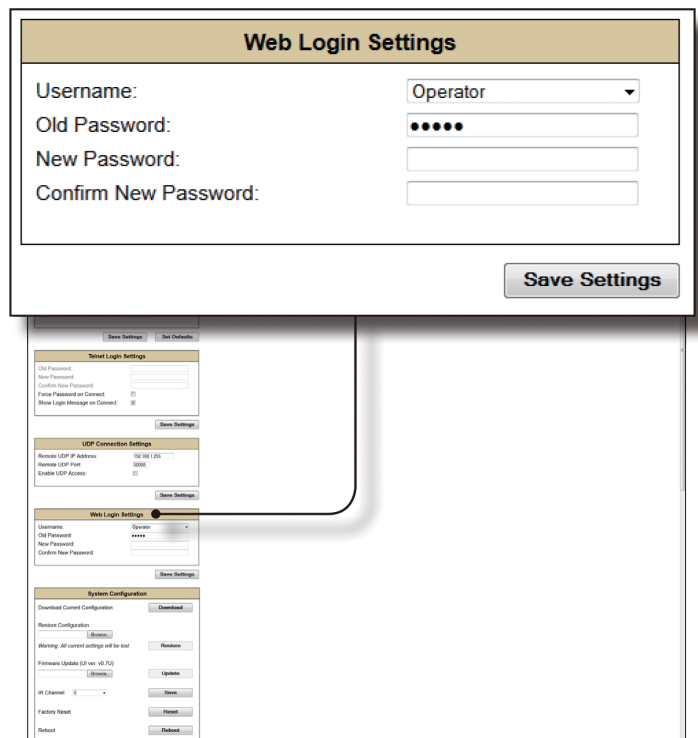 Web Login Settings
Username: Operator
Old Password: •••••
New Password:
Confirm New Password:
Save Settings
Save Settings Set Defaults
Telnet Login Settings
Old Password:
New Password:
Confirm New Password:
Force Password on Connect:
Show Login Message on Connect:
Save Settings
UDP Connection Settings
Remote UDP IP Address: 192.168.1.255
Remote UDP Port: 50000
Enable UDP Access:
Save Settings
Web Login Settings
Username: Operator
Old Password: •••••
New Password:
Confirm New Password:
Save Settings
System Configuration
Download Current Configuration Download
Restore Configuration
Browse...
Warning: All current settings will be lost Restore
Firmware Update (UI ver: v0.7U)
Browse... Update
IR Channel 0 Save
Factory Reset Reset
Reboot Reboot